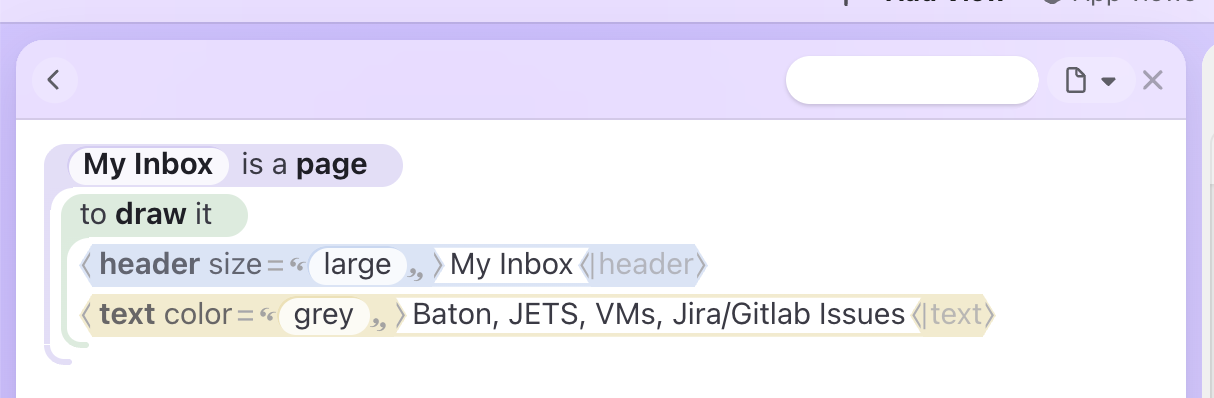 My Inbox is a page
to draw it
⟨ header size=“ large „ ⟩ My Inbox ⟨|header⟩
⟨ text color=“ grey „ ⟩ Baton, JETS, VMs, Jira/Gitlab Issues ⟨|text⟩